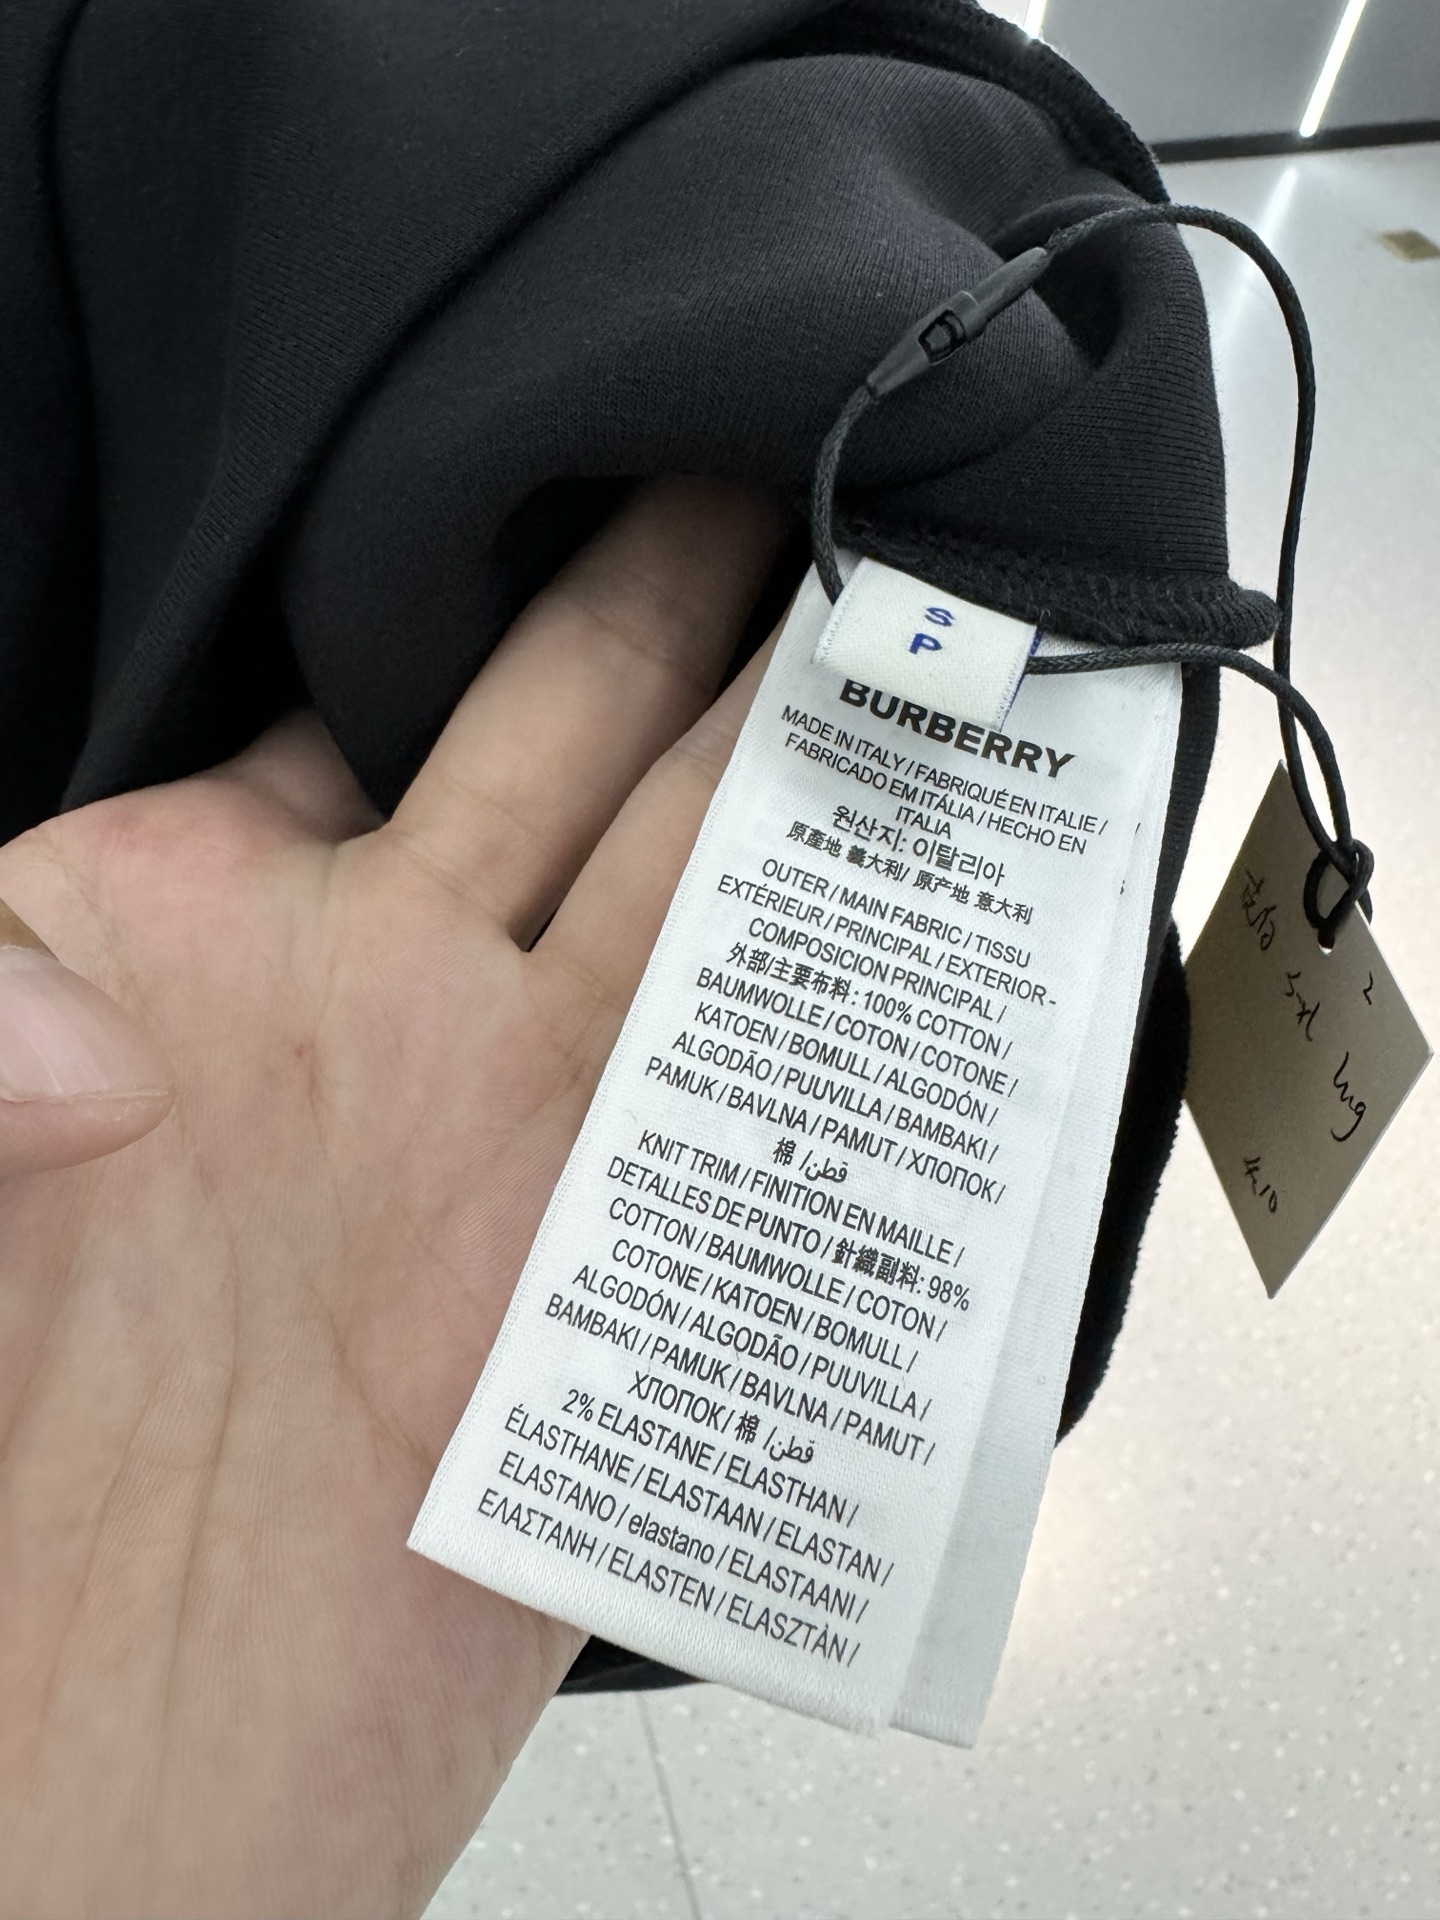 S
P
BURBERRY
MADE IN ITALY / FABRIQUÉ EN ITALIE /
FABRICADO EM ITÁLIA / HECHO EN
ITALIA
원산지: 이탈리아
原產地 義大利/ 原产地 意大利
OUTER / MAIN FABRIC / TISSU
EXTÉRIEUR / PRINCIPAL / EXTERIOR-
COMPOSICION PRINCIPAL /
外部/主要布料: 100% COTTON /
BAUMWOLLE / COTON / COTONE /
KATOEN / BOMULL / ALGODÓN /
ALGODÃO / PUUVILLA / BAMBAKI /
PAMUK / BAVLNA / PAMUT / ХЛОПОК/
棉 /قطن
KNIT TRIM / FINITION EN MAILLE /
DETALLES DE PUNTO / 針織副料: 98%
COTTON / BAUMWOLLE / COTON /
COTONE / KATOEN / BOMULL /
ALGODÓN / ALGODÃO / PUUVILLA /
BAMBAKI / PAMUK / BAVLNA / PAMUT /
ХЛОПОК/ 棉 /قطن
2% ELASTANE / ELASTHAN /
ÉLASTHANE / ELASTAAN / ELASTAN /
ELASTANO / elastano / ELASTAANI /
ΕΛΑΣΤΑΝΗ / ELASTEN / ELASZTÀN /
2
S-XL